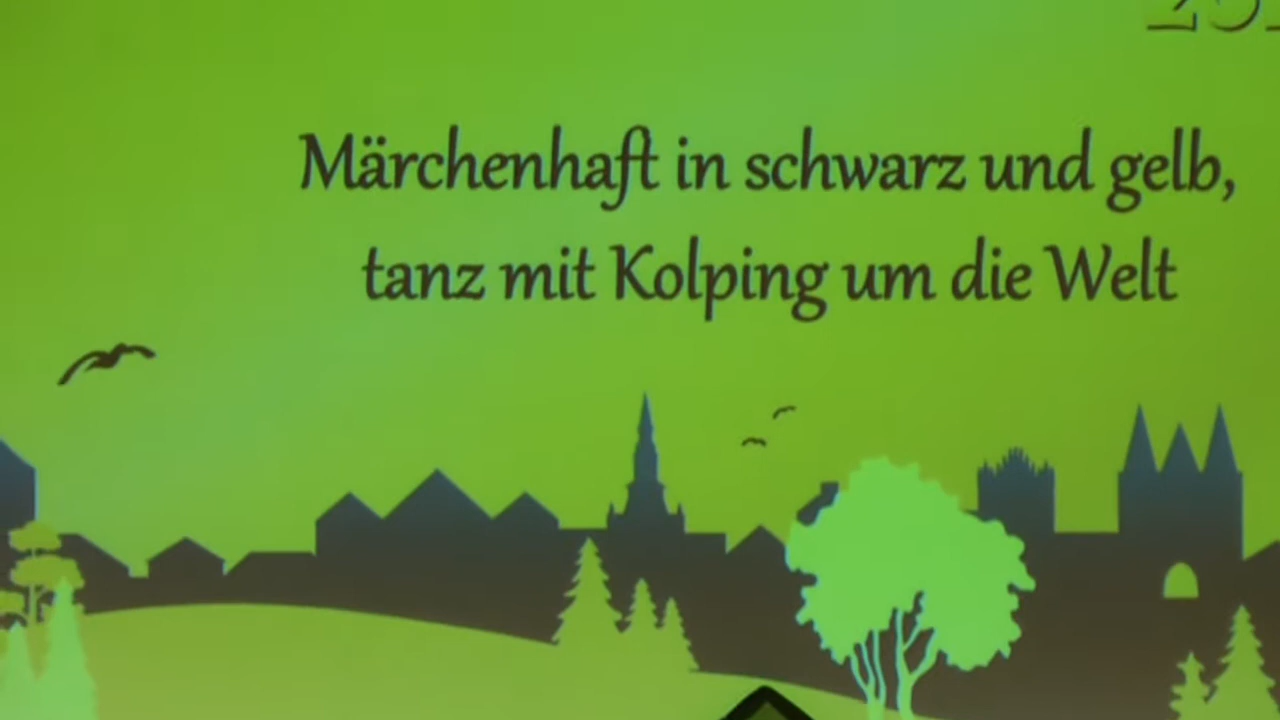 Märchenhaft in schwarz und gelb,
tanz mit Kolping um die Welt